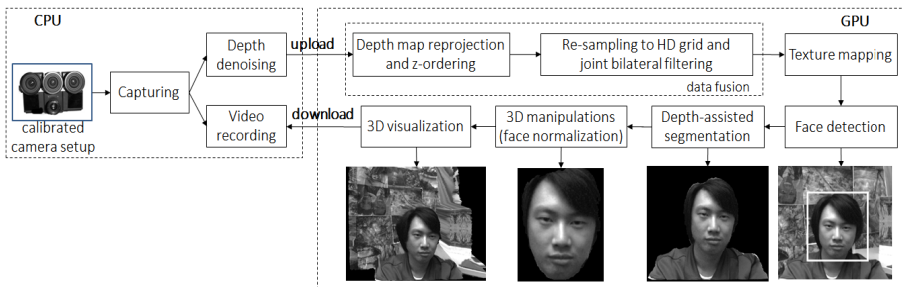 CPU
GPU
Depth
denoising
upload
Depth map reprojection
and z-ordering
Re-sampling to HD grid and
joint bilateral filtering
Texture mapping
data fusion
Capturing
calibrated
camera setup
Video
recording
download
3D visualization
3D manipulations
(face normalization)
Depth-assisted
segmentation
Face detection